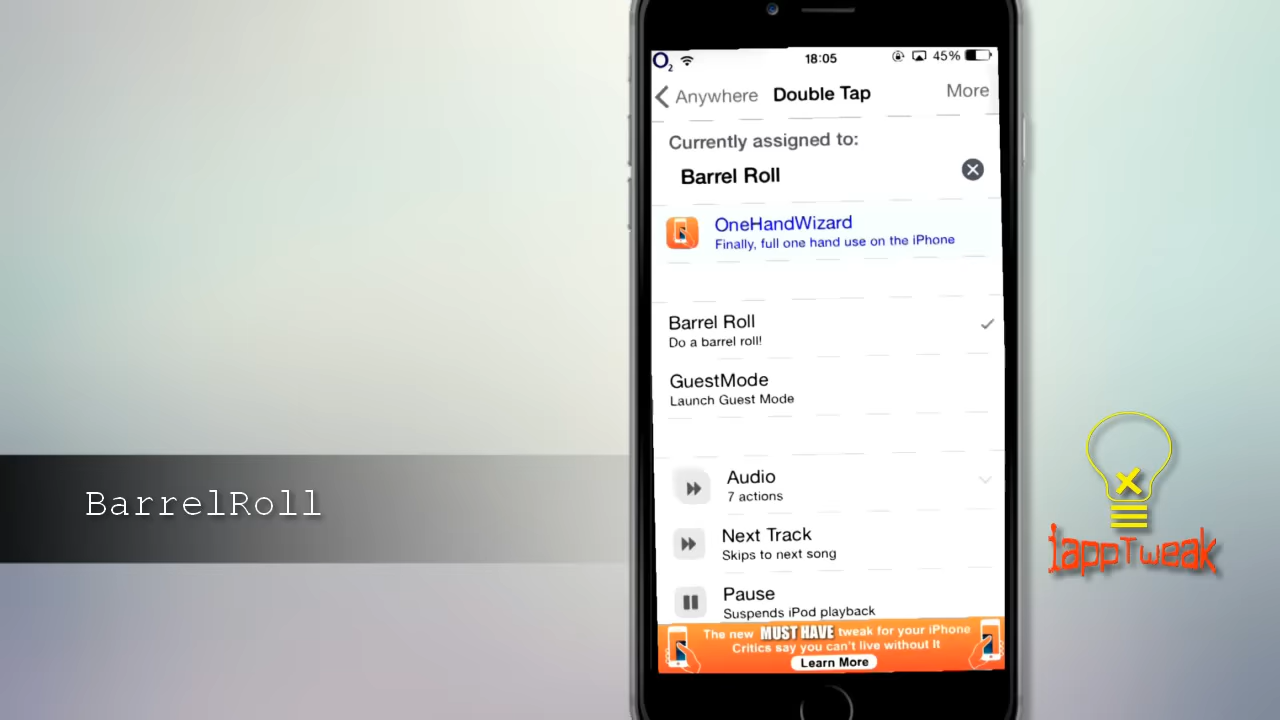 O2
18:05
45%
Anywhere
Double Tap
More
Currently assigned to:
Barrel Roll
OneHandWizard
Finally, full one hand use on the iPhone
Barrel Roll
Do a barrel roll!
GuestMode
Launch Guest Mode
Audio
7 actions
Next Track
Skips to next song
Pause
Suspends iPod playback
The new MUST HAVE tweak for your iPhone
Critics say you can't live without It
Learn More
BarrelRoll
iappTweak